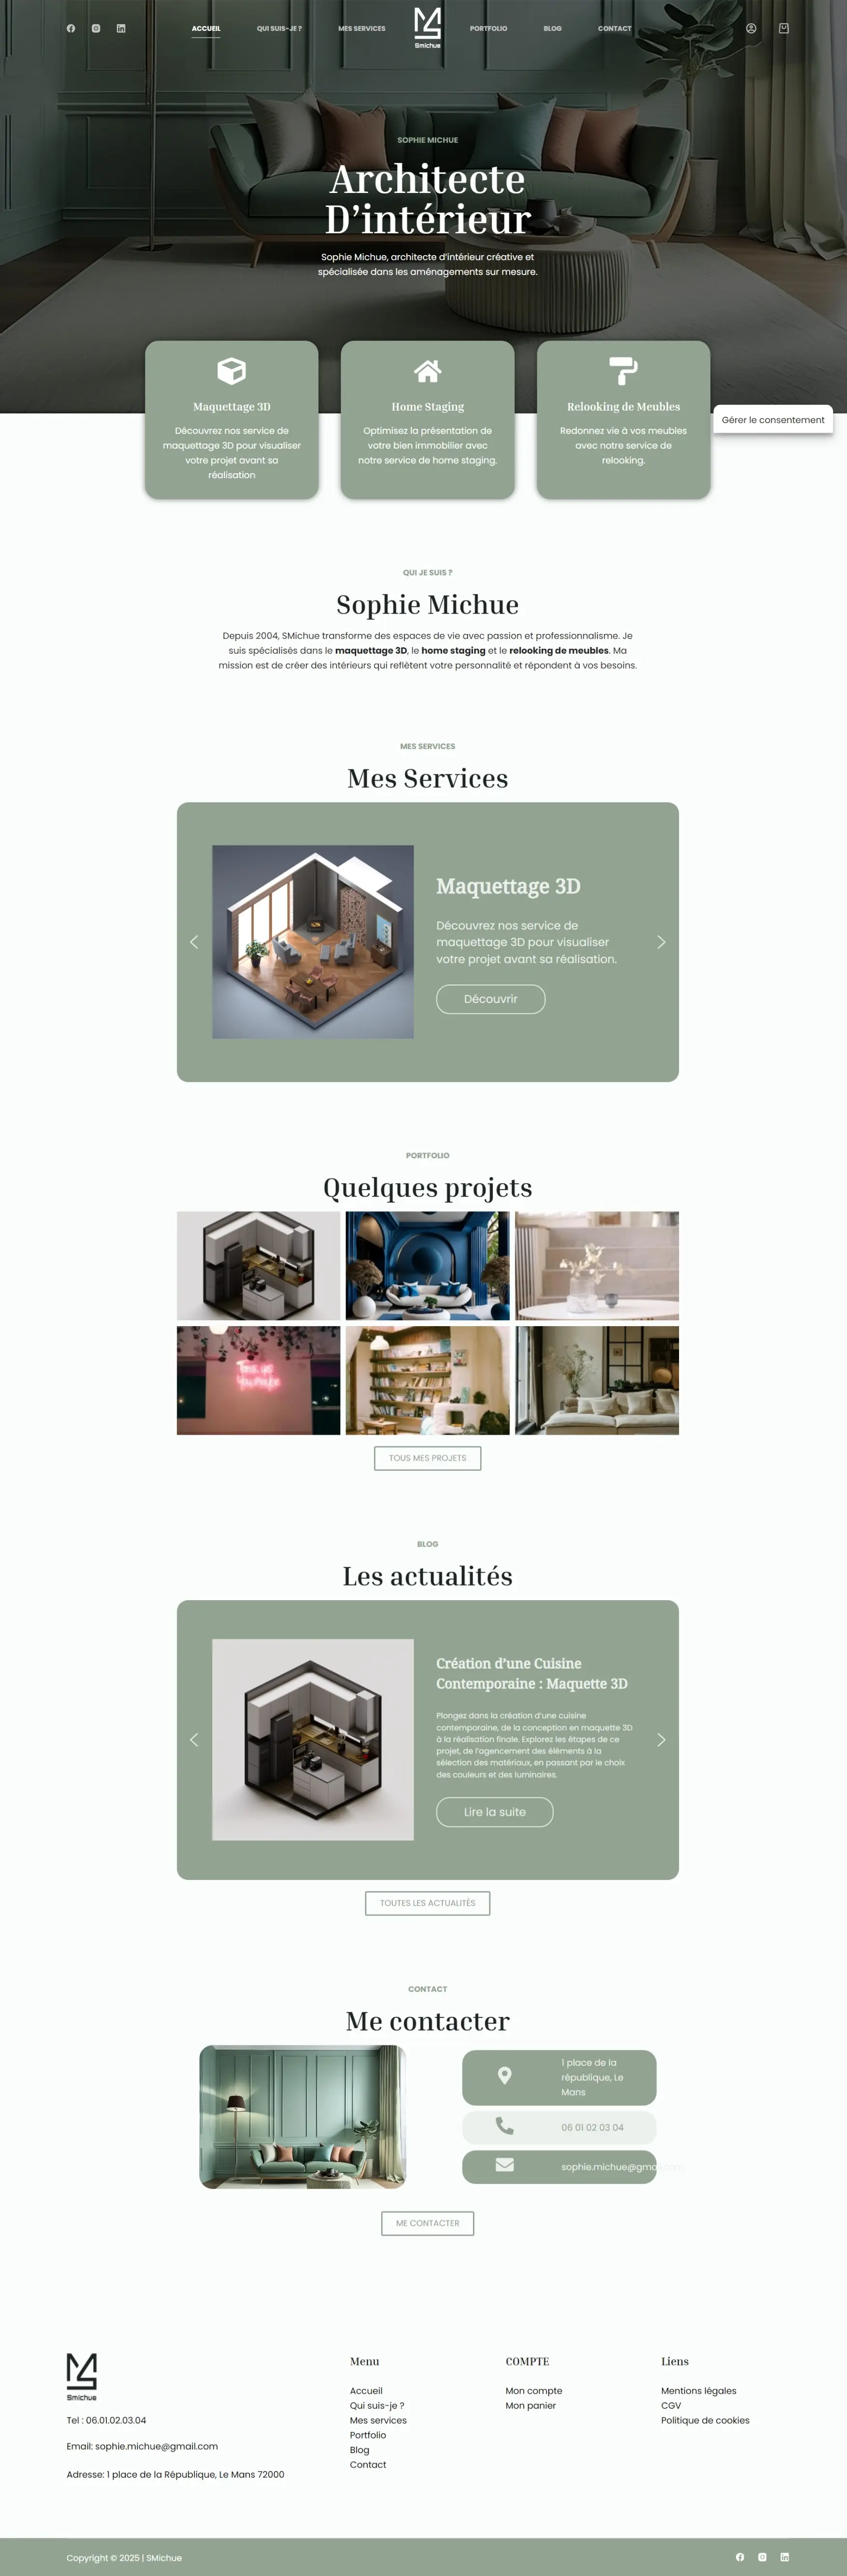 ACCUEIL
QUI SUIS-JE ?
MES SERVICES
Smichue
PORTFOLIO
BLOG
CONTACT
SOPHIE MICHUE
Architecte
D’intérieur
Sophie Michue, architecte d’intérieur créative et
spécialisée dans les aménagements sur mesure.
Maquettage 3D
Découvrez nos service de
maquettage 3D pour visualiser
votre projet avant sa
réalisation
Home Staging
Optimisez la présentation de
votre bien immobilier avec
notre service de home staging.
Relooking de Meubles
Redonnez vie à vos meubles
avec notre service de
relooking.
Gérer le consentement
QUI JE SUIS ?
Sophie Michue
Depuis 2004, SMichue transforme des espaces de vie avec passion et professionnalisme. Je
suis spécialisés dans le maquettage 3D, le home staging et le relooking de meubles. Ma
mission est de créer des intérieurs qui reflètent votre personnalité et répondent à vos besoins.
MES SERVICES
Mes Services
Maquettage 3D
Découvrez nos service de
maquettage 3D pour visualiser
votre projet avant sa réalisation.
Découvrir
PORTFOLIO
Quelques projets
TOUS MES PROJETS
BLOG
Les actualités
Création d’une Cuisine
Contemporaine : Maquette 3D
Plongez dans la création d’une cuisine
contemporaine, de la conception en maquette 3D
à la réalisation finale. Explorez les étapes de ce
projet, de l’agencement des éléments à la
sélection des matériaux, en passant par le choix
des couleurs et des luminaires.
Lire la suite
TOUTES LES ACTUALITÉS
CONTACT
Me contacter
1 place de la
république, Le
Mans
06 01 02 03 04
sophie.michue@gmail.com
ME CONTACTER
Smichue
Tel : 06.01.02.03.04
Email: sophie.michue@gmail.com
Adresse: 1 place de la République, Le Mans 72000
Menu
Accueil
Qui suis-je ?
Mes services
Portfolio
Blog
Contact
COMPTE
Mon compte
Mon panier
Liens
Mentions légales
CGV
Politique de cookies
Copyright © 2025 | SMichue